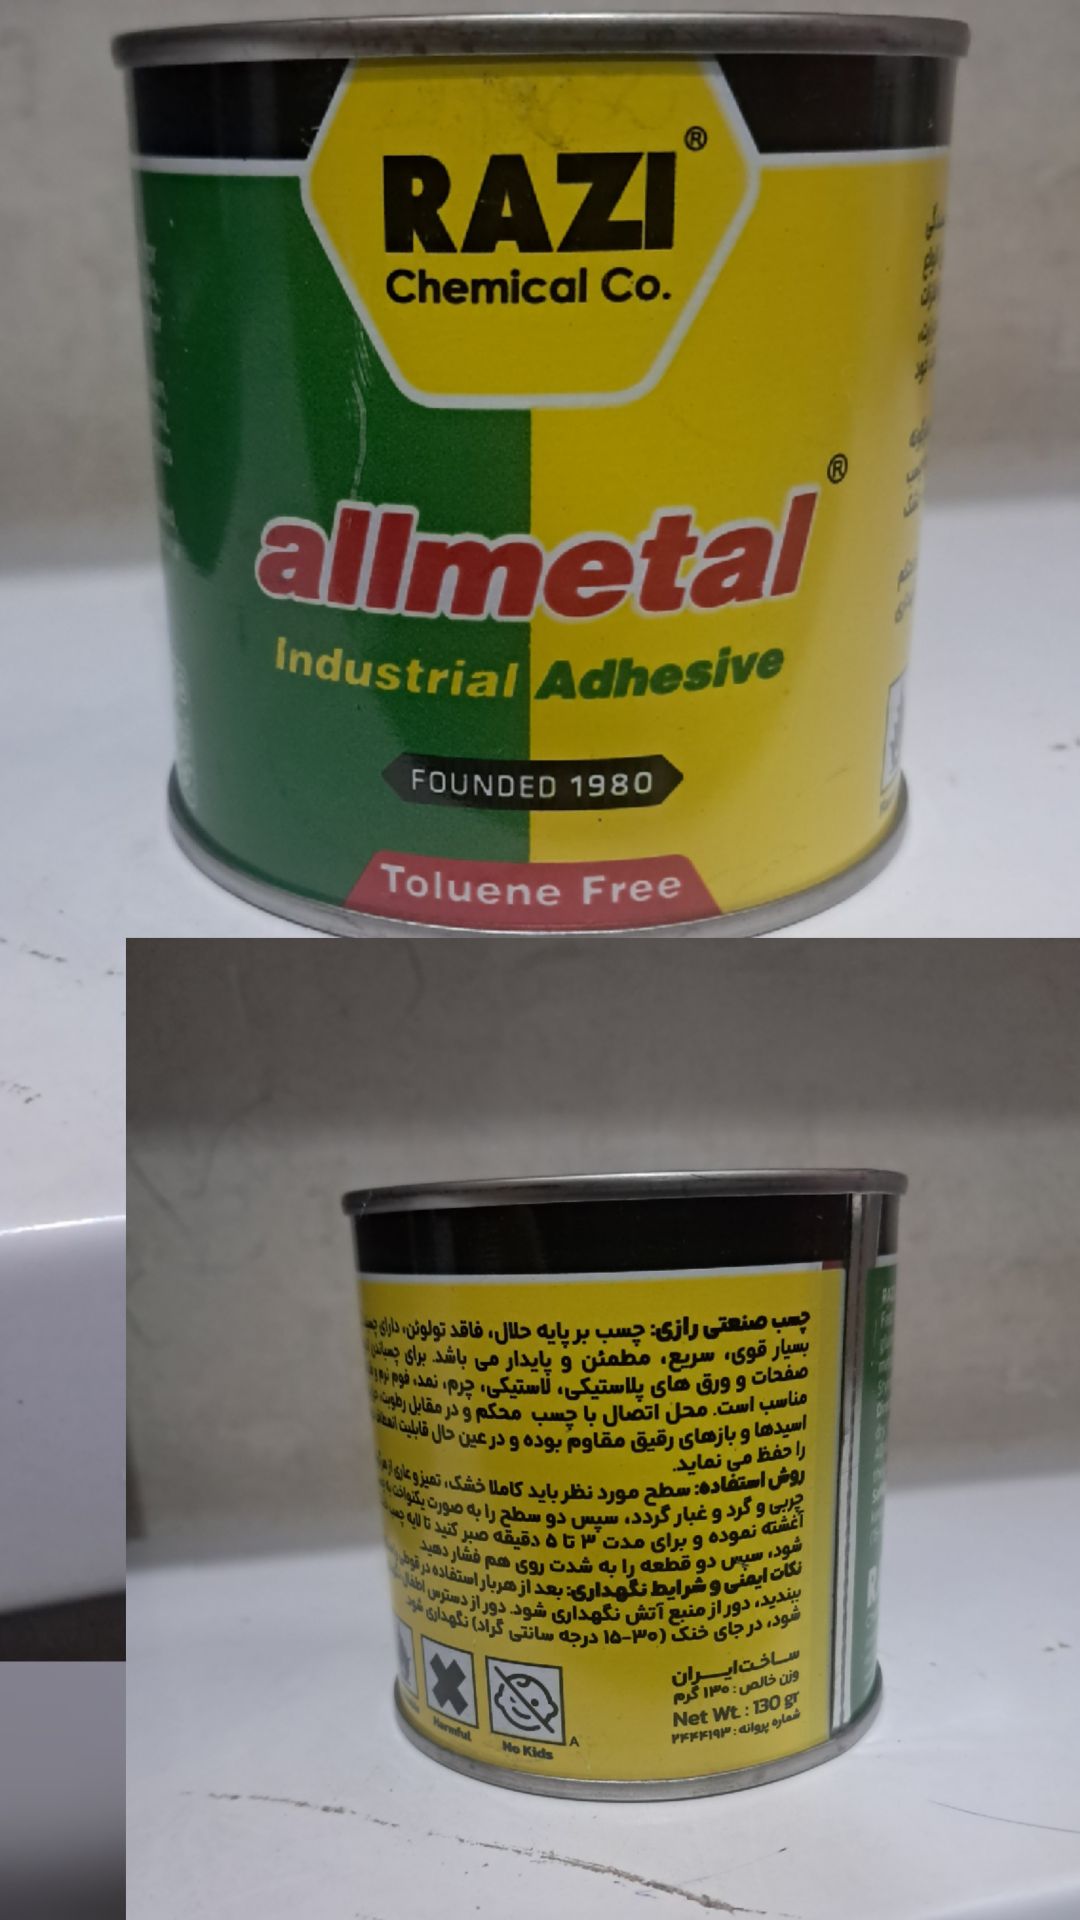 RAZI®
Chemical Co.
allmetal®
Industrial Adhesive
FOUNDED 1980
Toluene Free
چسب صنعتی رازی: چسب بر پایه حلال، فاقد تولوئن، دارای
بسیار قوی، سریع، مطمئن و پایدار می باشد. برای
صفحات و ورق های پلاستیکی، لاستیکی، چرم، نمد، فوم نرم و
مناسب است. محل اتصال با چسب محکم و در مقابل رطوبت،
اسیدها و بازهای رقیق مقاوم بوده و در عین حال قابلیت
را حفظ می نماید.
روش استفاده: سطح مورد نظر باید کاملا خشک، تمیز و عاری از
چربی و گرد و غبار گردد، سپس دو سطح را به صورت یکنواخت
آغشته نموده و برای مدت ۳ تا ۵ دقیقه صبر کنید تا لایه چسب
شود، سپس دو قطعه را به شدت روی هم فشار دهید.
نکات ایمنی و شرایط نگهداری: بعد از هربار استفاده در قوطی
ببندید، دور از منبع آتش نگهداری شود. دور از دسترس اطفال
شود، در جای خنک (۳۰-۱۵ درجه سانتی گراد) نگهداری شود.
ساخت ایران
وزن خالص: ۱۳۰ گرم
Net Wt. : 130 gr
شماره پروانه: ۲۴۴۴۱۹۳
Harmful
No Kids
A